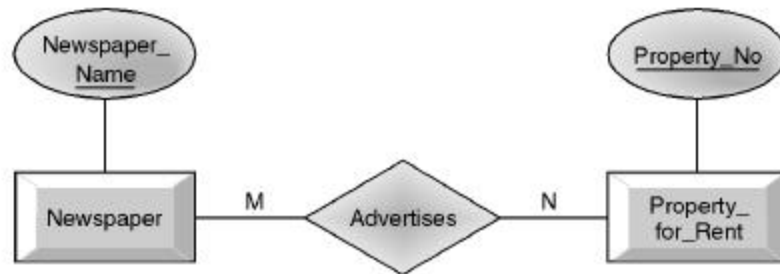 Newspaper_
Name
Property_No
Newspaper
M
Advertises
N
Property_
for_Rent